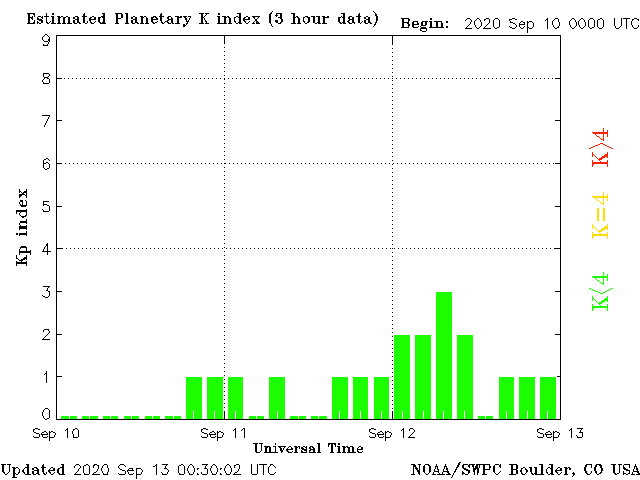 Estimated Planetary K index (3 hour data)
Begin: 2020 Sep 10 0000 UTC
9
8
7
6
5
4
3
2
1
0
Kp index
Sep 10
Sep 11
Sep 12
Sep 13
Universal Time
K>4
K=4
K<4
Updated 2020 Sep 13 00:30:02 UTC
NOAA/SWPC Boulder, CO USA